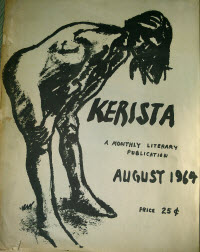 KERISTA
A MONTHLY LITERARY
PUBLICATION
AUGUST 1964
PRICE 25¢